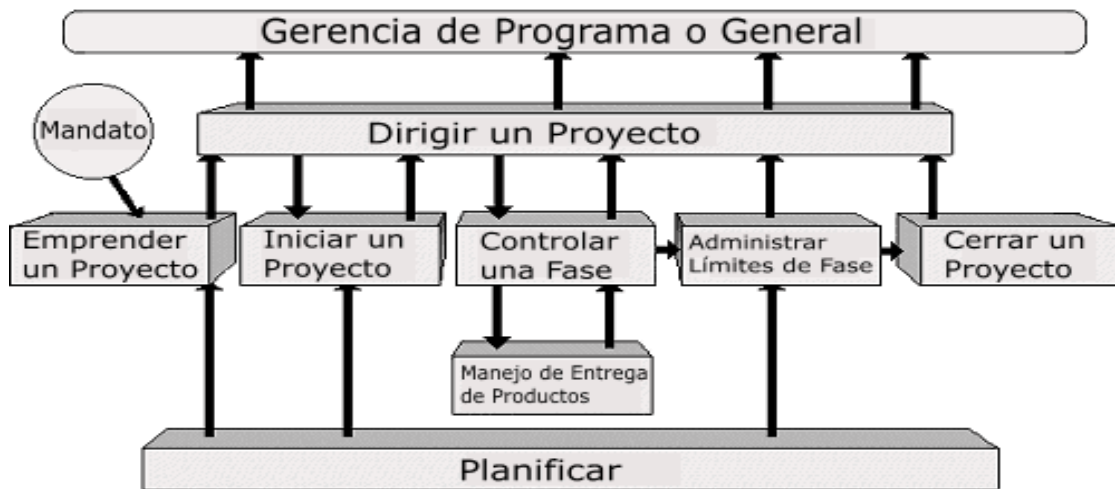 Gerencia de Programa o General
Dirigir un Proyecto
Mandato
Emprender
un Proyecto
Iniciar un
Proyecto
Controlar
una Fase
Administrar
Límites de Fase
Cerrar un
Proyecto
Manejo de Entrega
de Productos
Planificar